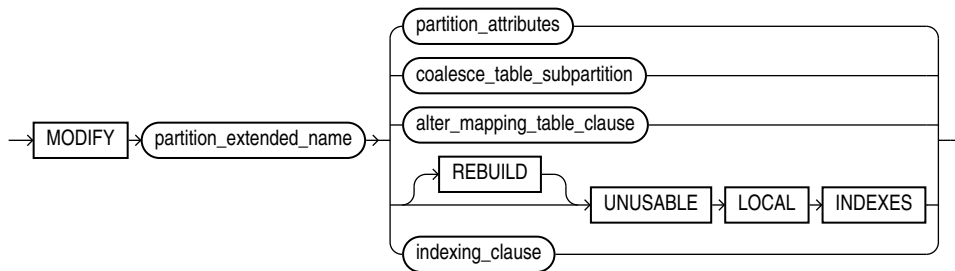 partition_attributes
coalesce_table_subpartition
MODIFY partition_extended_name alter_mapping_table_clause
REBUILD
UNUSABLE LOCAL INDEXES
indexing_clause